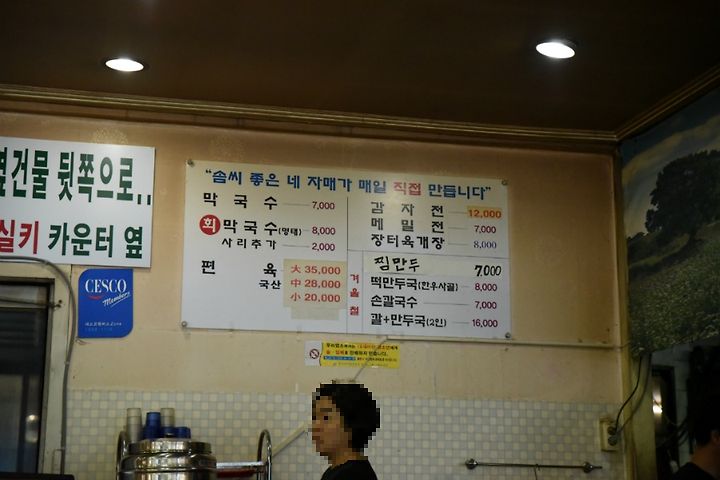 옆건물 뒷쪽으로..
실키 카운터 옆
CESCO
Members
"솜씨 좋은 네 자매가 매일 직접 만듭니다"
막국수 7,000
회막국수(명태) 8,000
사리추가 2,000
편육 大 35,000
국산 中 28,000
小 20,000
감자전 12,000
메밀전 7,000
장터육개장 8,000
겨울철
찜만두 7,000
떡만두국(한우사골) 8,000
손칼국수 7,000
칼+만두국(2인) 16,000